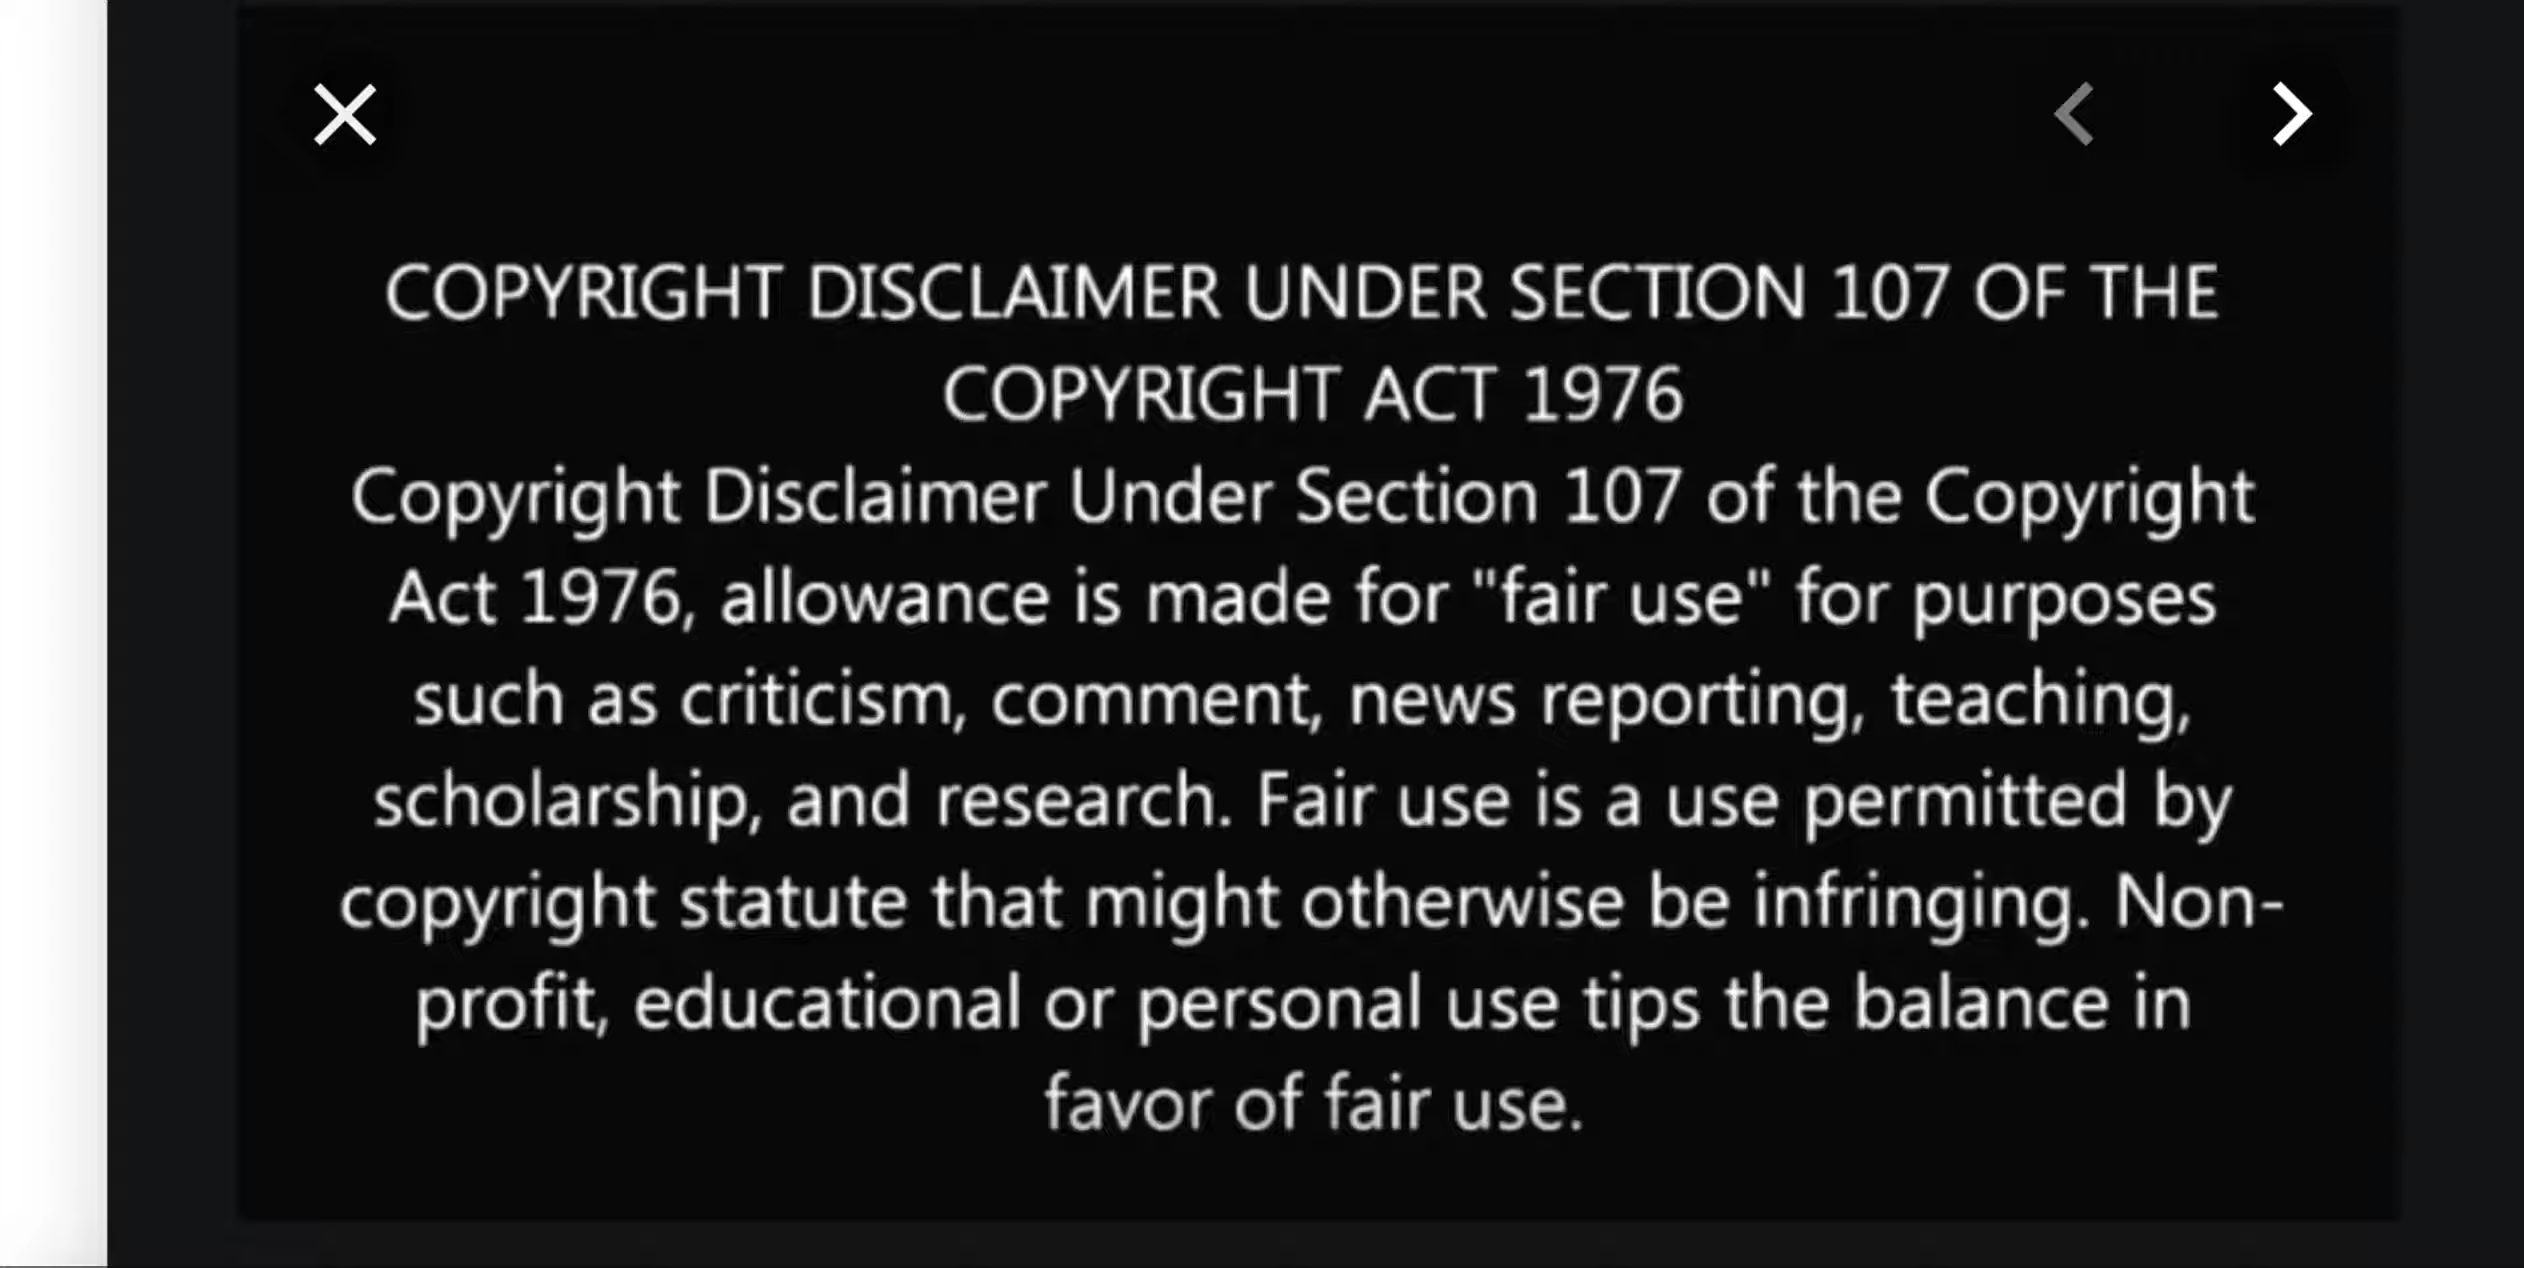 COPYRIGHT DISCLAIMER UNDER SECTION 107 OF THE
COPYRIGHT ACT 1976
Copyright Disclaimer Under Section 107 of the Copyright
Act 1976, allowance is made for "fair use" for purposes
such as criticism, comment, news reporting, teaching,
scholarship, and research. Fair use is a use permitted by
copyright statute that might otherwise be infringing. Non-
profit, educational or personal use tips the balance in
favor of fair use.